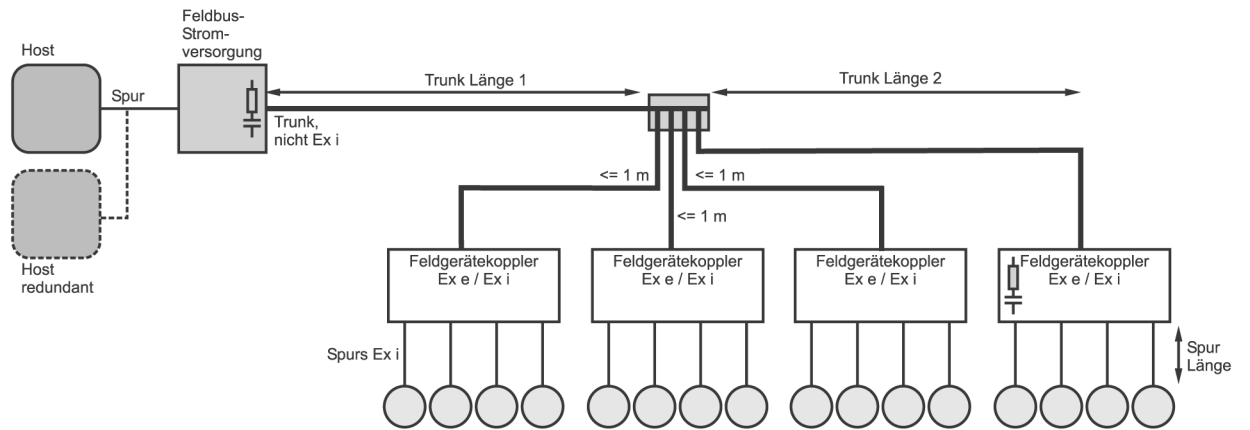 Feldbus-
Strom-
versorgung
Host
Spur
Trunk Länge 1
Trunk Länge 2
Trunk,
nicht Ex i
<= 1 m
<= 1 m
<= 1 m
Host
redundant
Feldgerätekoppler
Ex e / Ex i
Feldgerätekoppler
Ex e / Ex i
Feldgerätekoppler
Ex e / Ex i
Feldgerätekoppler
Ex e / Ex i
Spurs Ex i
Spur
Länge